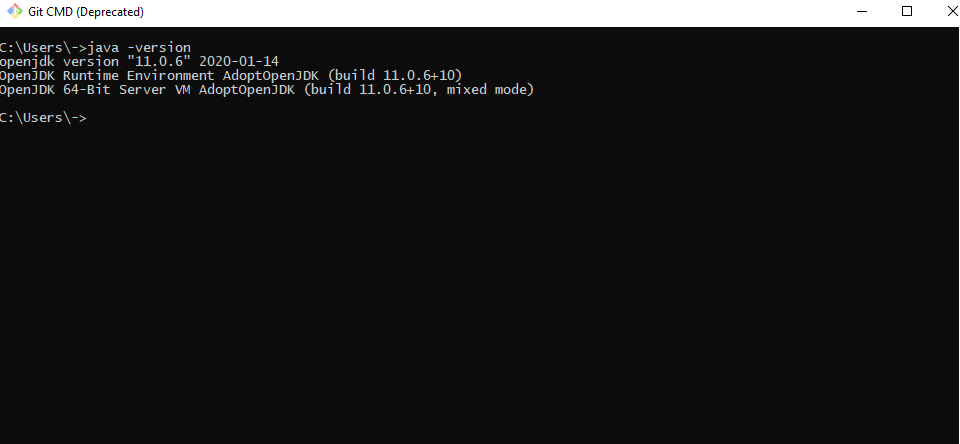 Git CMD (Deprecated)
C:\Users\->java -version
openjdk version "11.0.6" 2020-01-14
OpenJDK Runtime Environment AdoptOpenJDK (build 11.0.6+10)
OpenJDK 64-Bit Server VM AdoptOpenJDK (build 11.0.6+10, mixed mode)
C:\Users\->